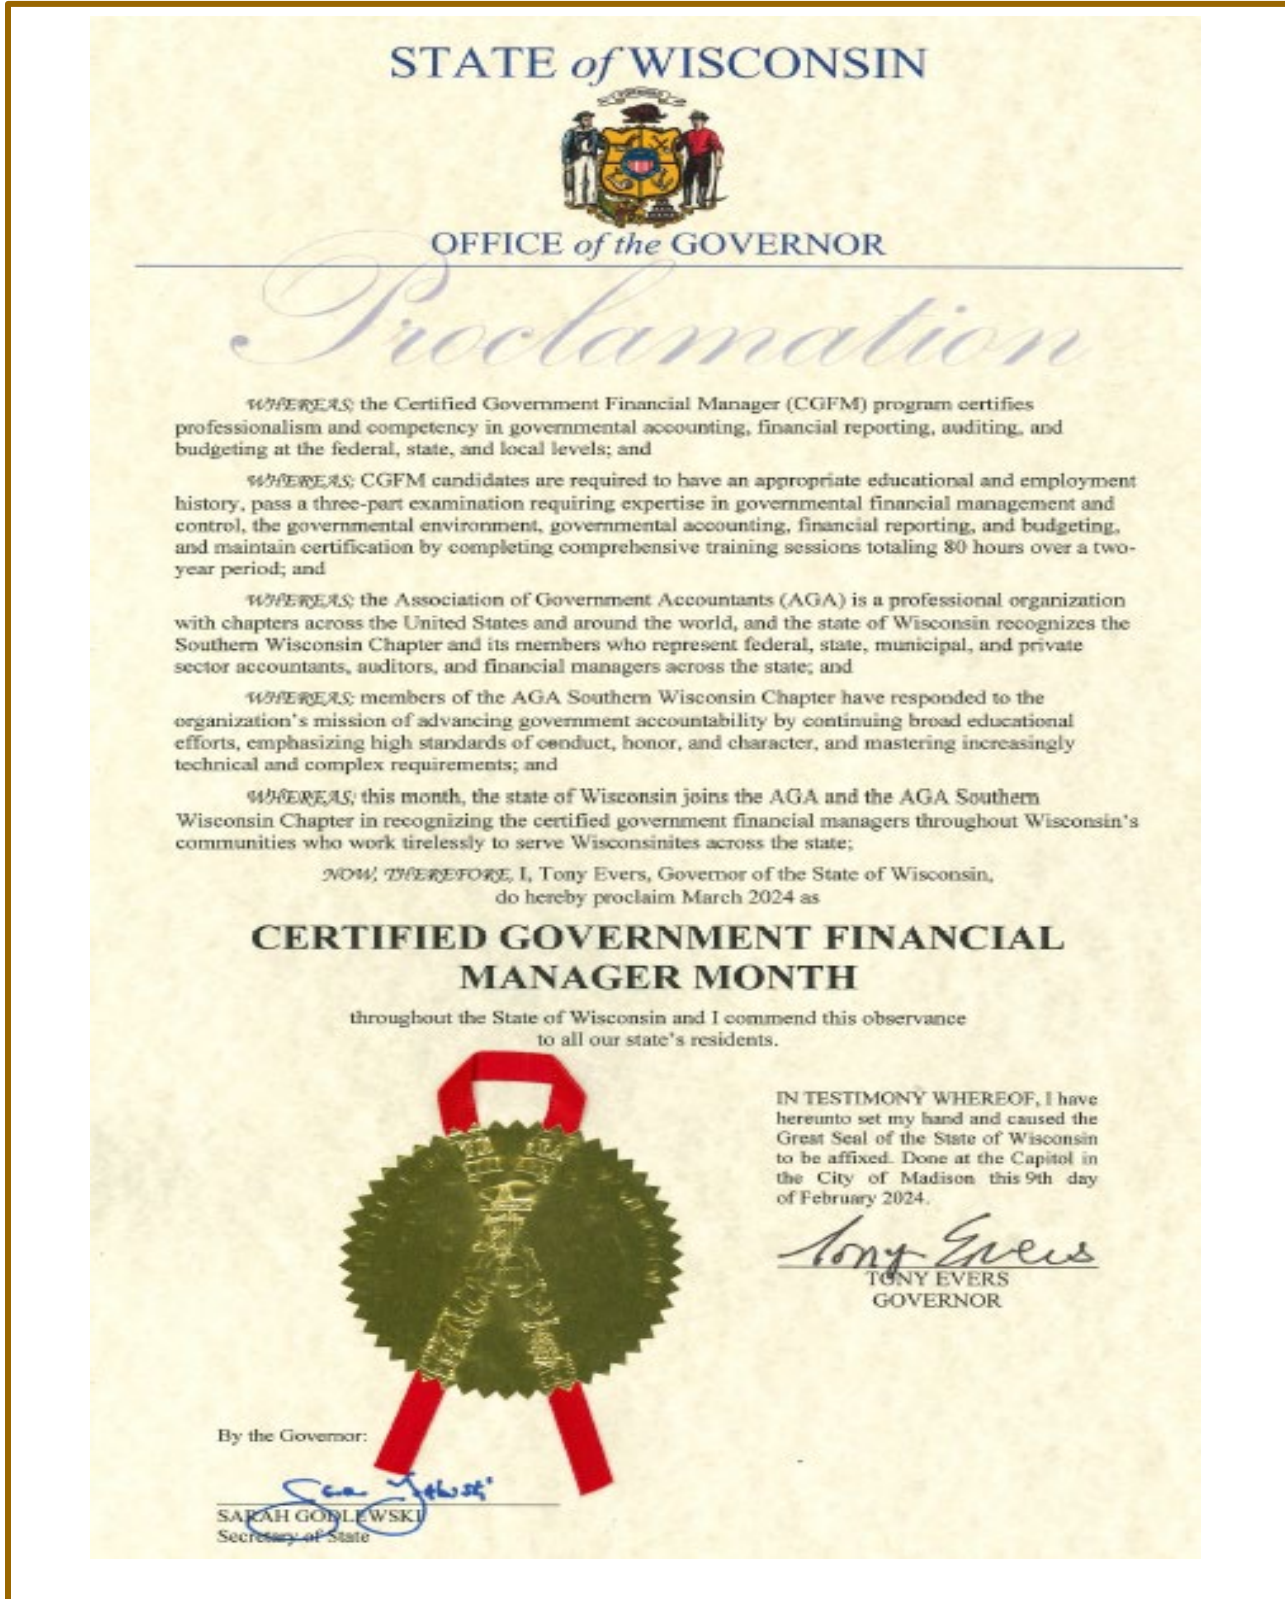 STATE of WISCONSIN
OFFICE of the GOVERNOR
Proclamation
WHEREAS; the Certified Government Financial Manager (CGFM) program certifies
professionalism and competency in governmental accounting, financial reporting, auditing, and
budgeting at the federal, state, and local levels; and
WHEREAS; CGFM candidates are required to have an appropriate educational and employment
history, pass a three-part examination requiring expertise in governmental financial management and
control, the governmental environment, governmental accounting, financial reporting, and budgeting,
and maintain certification by completing comprehensive training sessions totaling 80 hours over a two-
year period; and
WHEREAS; the Association of Government Accountants (AGA) is a professional organization
with chapters across the United States and around the world, and the state of Wisconsin recognizes the
Southern Wisconsin Chapter and its members who represent federal, state, municipal, and private
sector accountants, auditors, and financial managers across the state; and
WHEREAS; members of the AGA Southern Wisconsin Chapter have responded to the
organization's mission of advancing government accountability by continuing broad educational
efforts, emphasizing high standards of conduct, honor, and character, and mastering increasingly
technical and complex requirements; and
WHEREAS; this month, the state of Wisconsin joins the AGA and the AGA Southern
Wisconsin Chapter in recognizing the certified government financial managers throughout Wisconsin's
communities who work tirelessly to serve Wisconsinites across the state;
NOW, THEREFORE, I, Tony Evers, Governor of the State of Wisconsin,
do hereby proclaim March 2024 as
CERTIFIED GOVERNMENT FINANCIAL
MANAGER MONTH
throughout the State of Wisconsin and I commend this observance
to all our state's residents.
IN TESTIMONY WHEREOF, I have
hereunto set my hand and caused the
Great Seal of the State of Wisconsin
to be affixed. Done at the Capitol in
the City of Madison this 9th day
of February 2024.
Tony Evers
TONY EVERS
GOVERNOR
By the Governor:
SARAH GODLEWSKI
Secretary of State